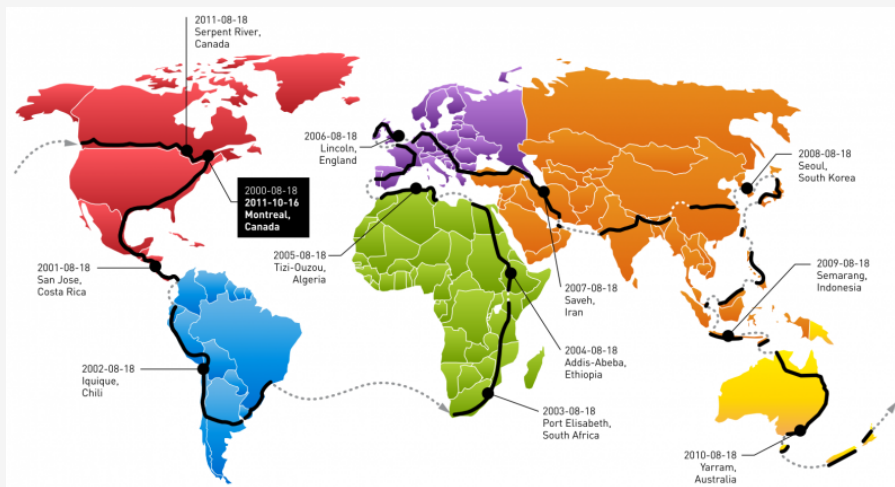 2011-08-18
Serpent River,
Canada
2006-08-18
Lincoln,
England
2008-08-18
Seoul,
South Korea
2000-08-18
2011-10-16
Montreal,
Canada
2005-08-18
Tizi-Ouzou,
Algeria
2001-08-18
San Jose,
Costa Rica
2009-08-18
Semarang,
Indonesia
2007-08-18
Saveh,
Iran
2004-08-18
Addis-Abeba,
Ethiopia
2002-08-18
Iquique,
Chili
2003-08-18
Port Elisabeth,
South Africa
2010-08-18
Yarram,
Australia